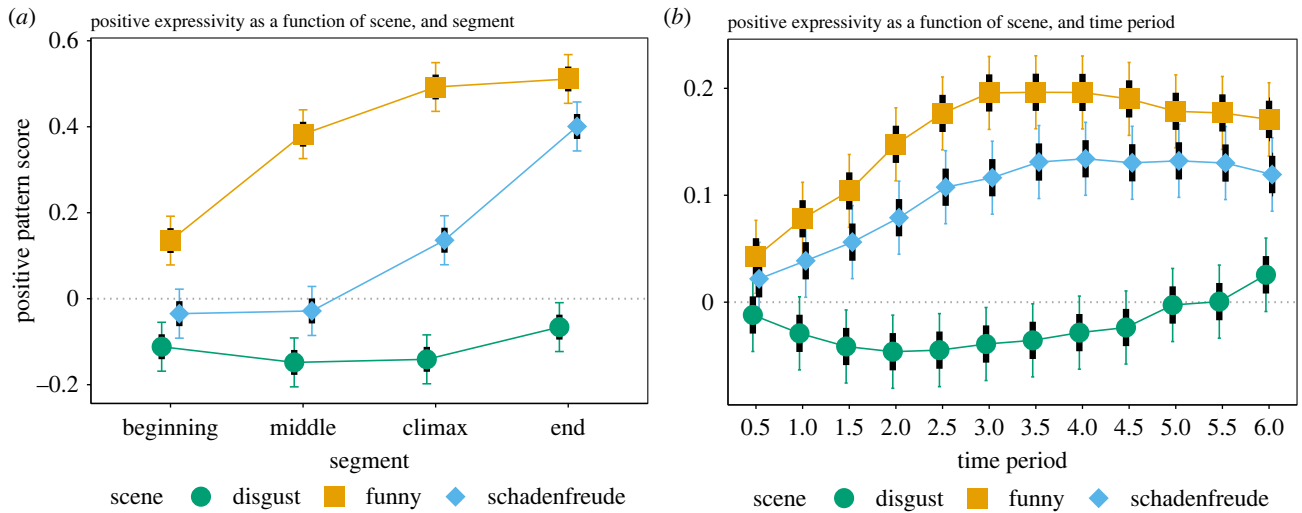 (a)
positive expressivity as a function of scene, and segment
0.6
0.4
0.2
0
–0.2
positive pattern score
beginning middle climax end
segment
scene disgust funny schadenfreude
(b)
positive expressivity as a function of scene, and time period
0.2
0.1
0
0.5 1.0 1.5 2.0 2.5 3.0 3.5 4.0 4.5 5.0 5.5 6.0
time period
scene disgust funny schadenfreude